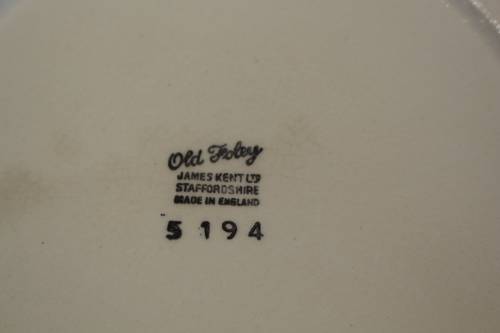 Old Foley
JAMES KENT LTD
STAFFORDSHIRE
MADE IN ENGLAND
5194